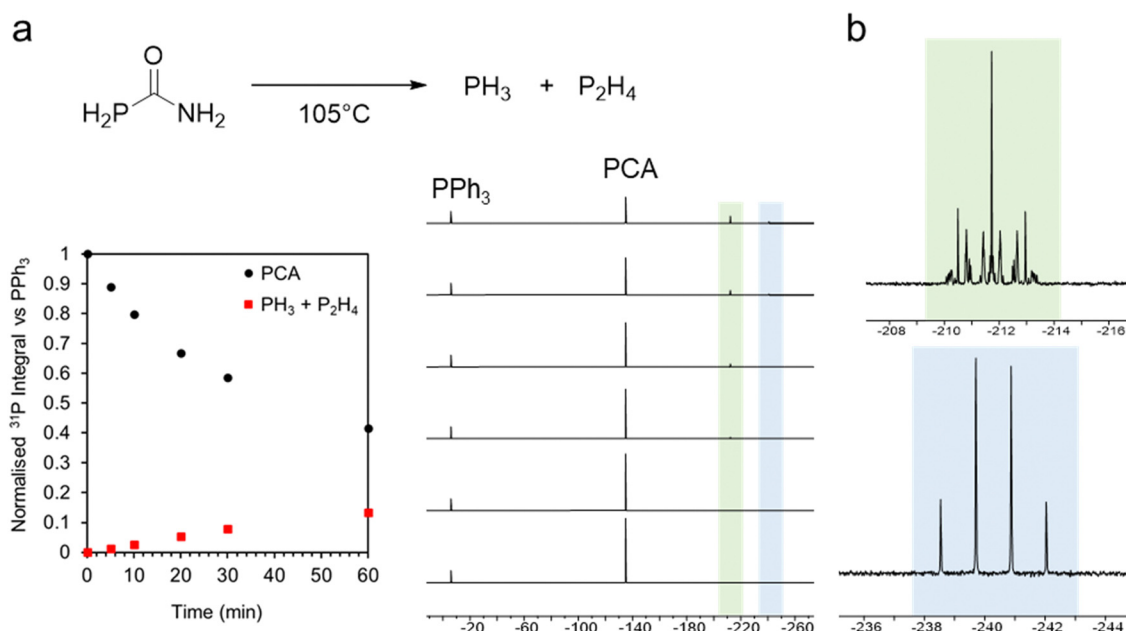 a
b
O
H₂P
NH₂
105°C
PH₃ + P₂H₄
PPh₃
PCA
Normalised ³¹P Integral vs PPh₃
1
0.9
0.8
0.7
0.6
0.5
0.4
0.3
0.2
0.1
0
PCA
PH₃ + P₂H₄
0 10 20 30 40 50 60
Time (min)
-20 -60 -100 -140 -180 -220 -260
-208 -210 -212 -214 -216
-236 -238 -240 -242 -244